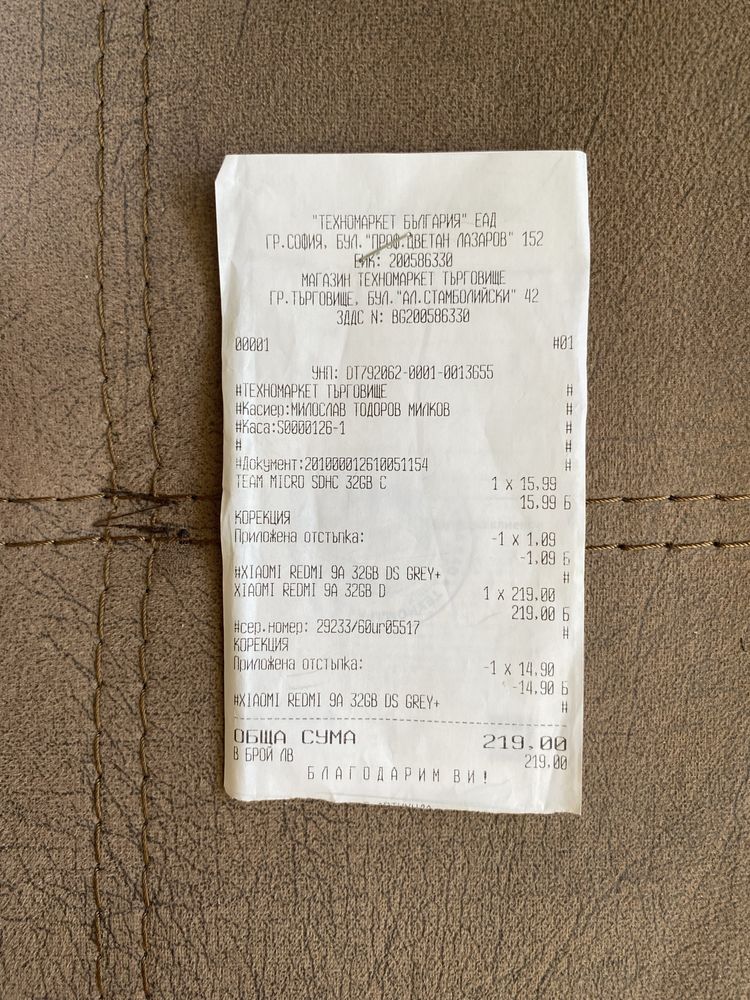 "ТЕХНОМАРКЕТ БЪЛГАРИЯ" ЕАД
ГР.СОФИЯ, БУЛ."ПРОФ.ЦВЕТАН ЛАЗАРОВ" 152
ЕИК: 200586330
МАГАЗИН ТЕХНОМАРКЕТ ТЪРГОВИЩЕ
ГР.ТЪРГОВИЩЕ, БУЛ."АЛ.СТАМБОЛИЙСКИ" 42
ЗДДС N: BG200586330
00001 #01
УНП: DT792062-0001-0013655
#ТЕХНОМАРКЕТ ТЪРГОВИЩЕ #
#Касиер:МИЛОСЛАВ ТОДОРОВ МИЛКОВ #
#Каса:S0000126-1 #
# #
#Документ:201000012610051154 #
TEAM MICRO SDHC 32GB C 1 x 15.99
15.99 Б
КОРЕКЦИЯ
Приложена отстъпка: -1 x 1.09
-1.09 Б
#XIAOMI REDMI 9A 32GB DS GREY+ #
XIAOMI REDMI 9A 32GB D 1 x 219.00
219.00 Б
#сер.номер: 29233/60ur05517 #
КОРЕКЦИЯ
Приложена отстъпка: -1 x 14.90
-14.90 Б
#XIAOMI REDMI 9A 32GB DS GREY+ #
ОБЩА СУМА 219.00
В БРОЙ ЛВ 219.00
БЛАГОДАРИМ ВИ!